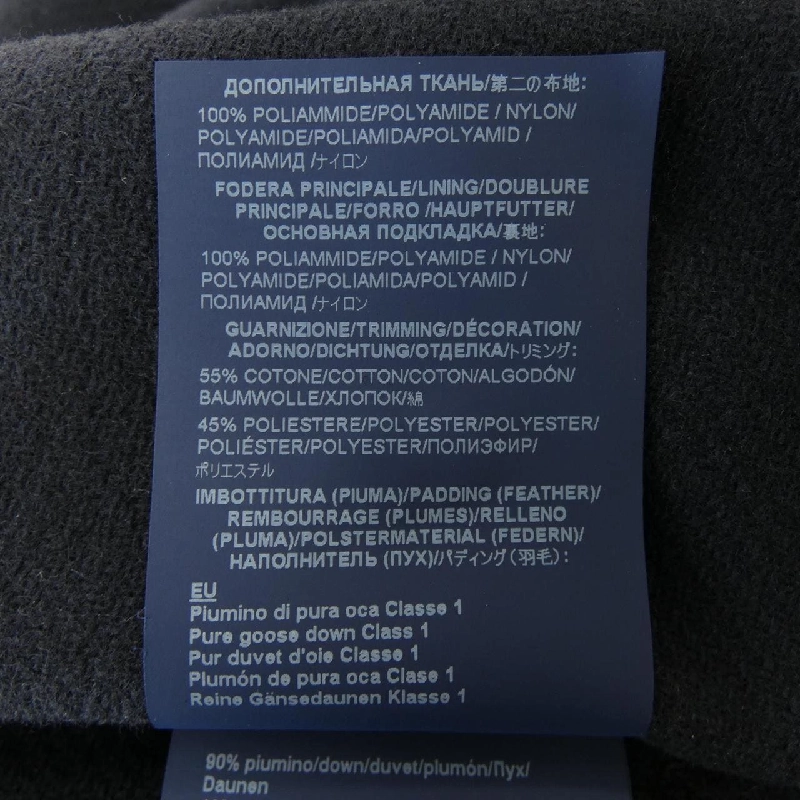 ДОПОЛНИТЕЛЬНАЯ ТКАНЬ/第二の布地:
100% POLIAMMIDE/POLYAMIDE / NYLON/
POLYAMIDE/POLIAMIDA/POLYAMID /
ПОЛИАМИД /ナイロン
FODERA PRINCIPALE/LINING/DOUBLURE
PRINCIPALE/FORRO /HAUPTFUTTER/
ОСНОВНАЯ ПОДКЛАДКА/裏地:
100% POLIAMMIDE/POLYAMIDE / NYLON/
POLYAMIDE/POLIAMIDA/POLYAMID /
ПОЛИАМИД /ナイロン
GUARNIZIONE/TRIMMING/DÉCORATION/
ADORNO/DICHTUNG/ОТДЕЛКА/トリミング:
55% COTONE/COTTON/COTON/ALGODÓN/
BAUMWOLLE/ХЛОПОК/綿
45% POLIESTERE/POLYESTER/POLYESTER/
POLIÉSTER/POLYESTER/ПОЛИЭФИР/
ポリエステル
IMBOTTITURA (PIUMA)/PADDING (FEATHER)/
REMBOURRAGE (PLUMES)/RELLENO
(PLUMA)/POLSTERMATERIAL (FEDERN)/
НАПОЛНИТЕЛЬ (ПУХ)/パディング(羽毛):
EU
Piumino di pura oca Classe 1
Pure goose down Class 1
Pur duvet d'oie Classe 1
Plumón de pura oca Clase 1
Reine Gänsedaunen Klasse 1
90% piumino/down/duvet/plumón/Пух/
Daunen